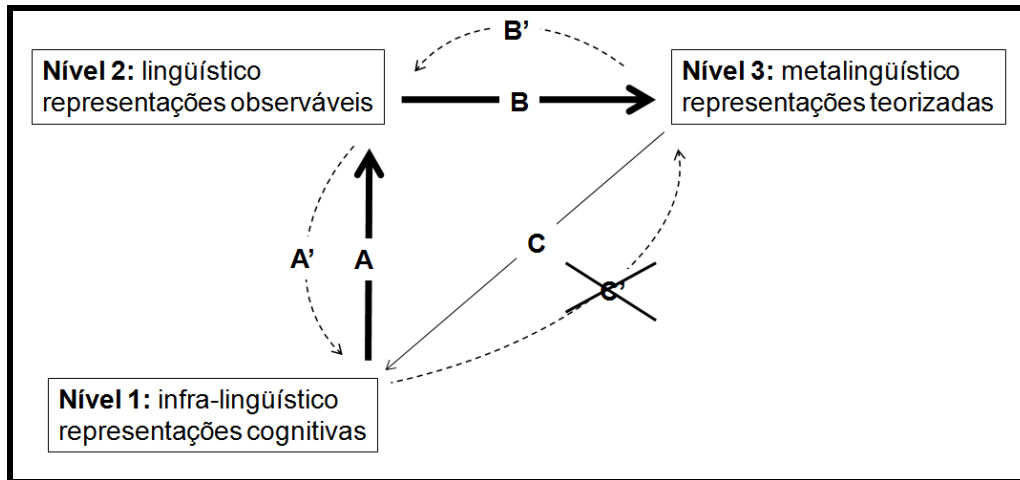 B’
Nível 2: lingüístico
representações observáveis
B
Nível 3: metalingüístico
representações teorizadas
A’
A
C
C’
Nível 1: infra-lingüístico
representações cognitivas